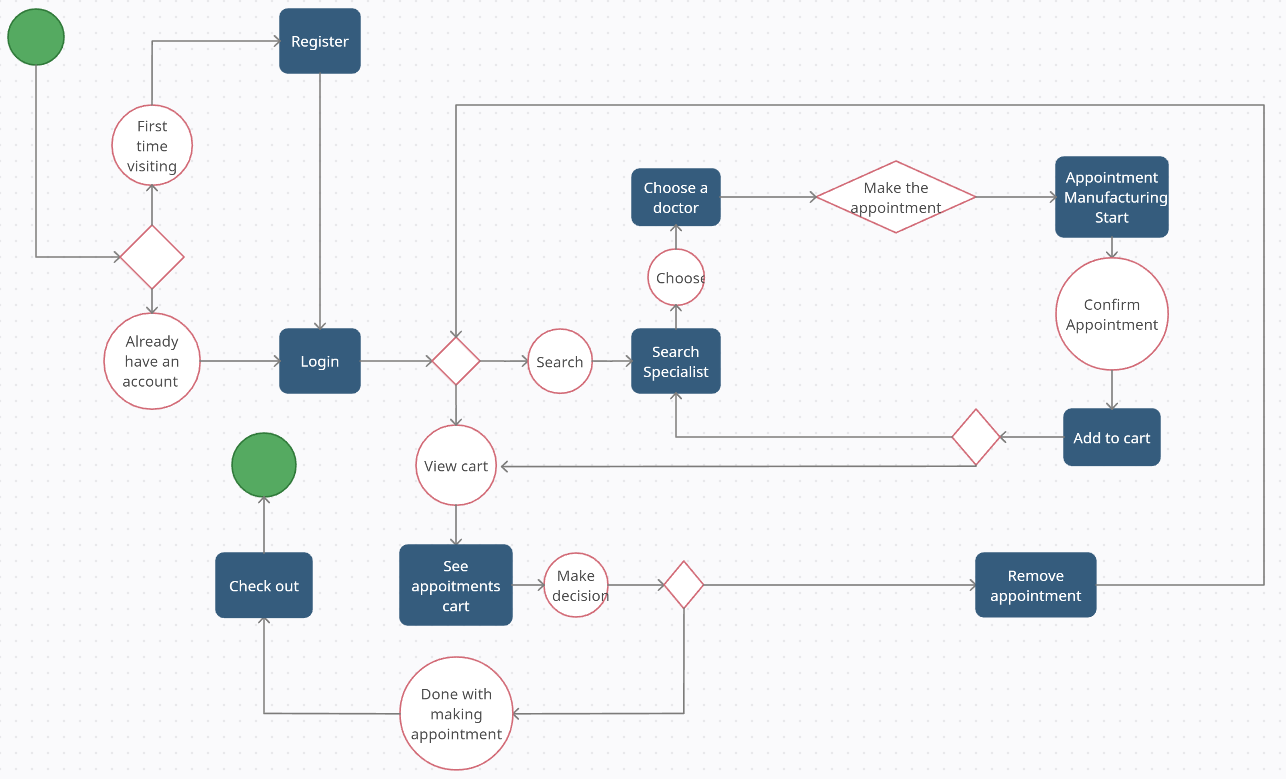 Register
First
time
visiting
Already
have an
account
Login
Search
Search
Specialist
Choose
Choose a
doctor
Make the
appointment
Appointment
Manufacturing
Start
Confirm
Appointment
Add to cart
View cart
See
appoitments
cart
Make
decision
Remove
appointment
Done with
making
appointment
Check out